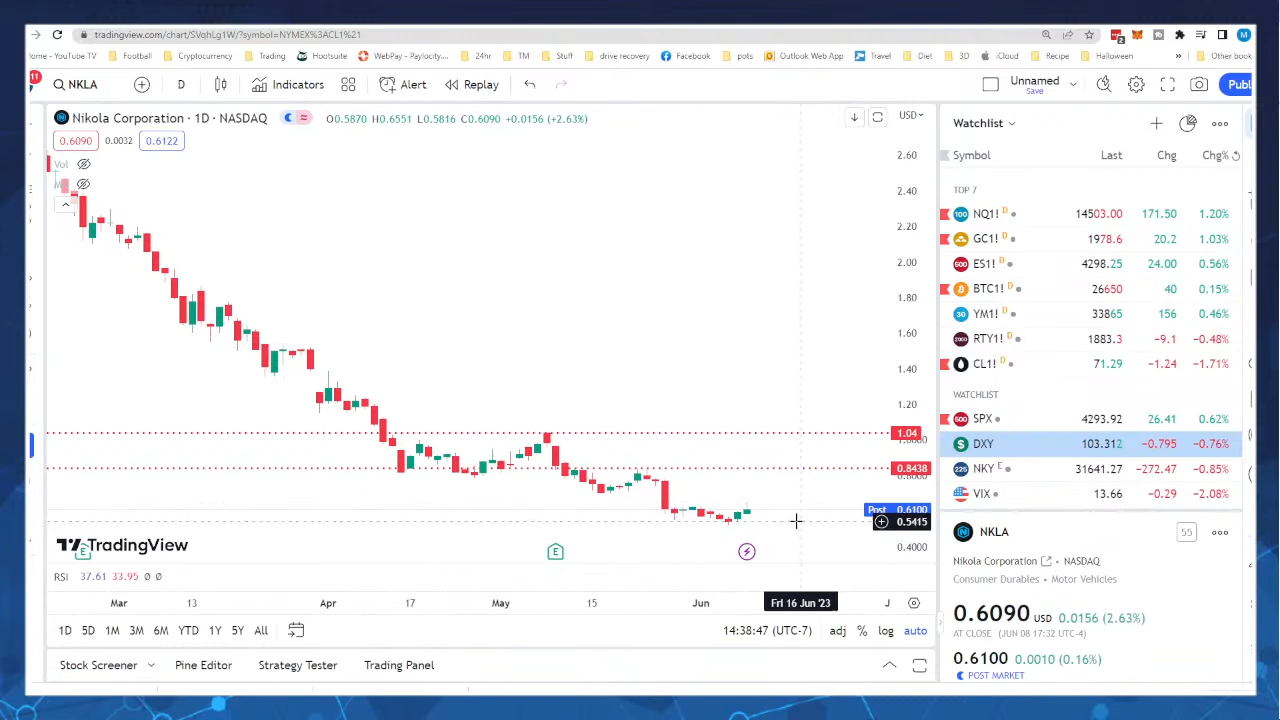 tradingview.com/chart/SVqhLg1W/?symbol=NYMEX%3ACL1%21
Home - YouTube TV Football Cryptocurrency Trading Hootsuite WebPay - Payment... 24hr TM Stuff drive recovery Facebook pots Outlook Web App Travel Diet 3D iCloud Recipe Halloween » Other book
11
NKLA D Indicators Alert Replay Unnamed Save Publ
Nikola Corporation · 1D · NASDAQ O0.5870 H0.6551 L0.5816 C0.6090 +0.0156 (+2.63%) USD
0.6090 0.0032 0.6122
Vol
2.60
2.40
2.20
2.00
1.80
1.60
1.40
1.20
1.04
0.8438
Post 0.6100
0.5415
0.4000
TradingView
E E
RSI 37.61 33.95 Ø Ø
Mar 13 Apr 17 May 15 Jun Fri 16 Jun '23 J
1D 5D 1M 3M 6M YTD 1Y 5Y All 14:38:47 (UTC-7) adj % log auto
Stock Screener Pine Editor Strategy Tester Trading Panel
Watchlist
Symbol Last Chg Chg%
TOP 7
100 NQ1! D 14503.00 171.50 1.20%
GC1! D 1978.6 20.2 1.03%
500 ES1! D 4298.25 24.00 0.56%
BTC1! D 26650 40 0.15%
30 YM1! D 33865 156 0.46%
2000 RTY1! D 1883.3 −9.1 −0.48%
CL1! D 71.29 −1.24 −1.71%
WATCHLIST
500 SPX 4293.92 26.41 0.62%
$ DXY 103.312 −0.795 −0.76%
225 NKY E 31641.27 −272.47 −0.85%
VIX 13.66 −0.29 −2.08%
NKLA 55
Nikola Corporation · NASDAQ
Consumer Durables · Motor Vehicles
0.6090 USD 0.0156 (2.63%)
AT CLOSE (JUN 08 17:32 UTC-4)
0.6100 0.0010 (0.16%)
POST MARKET